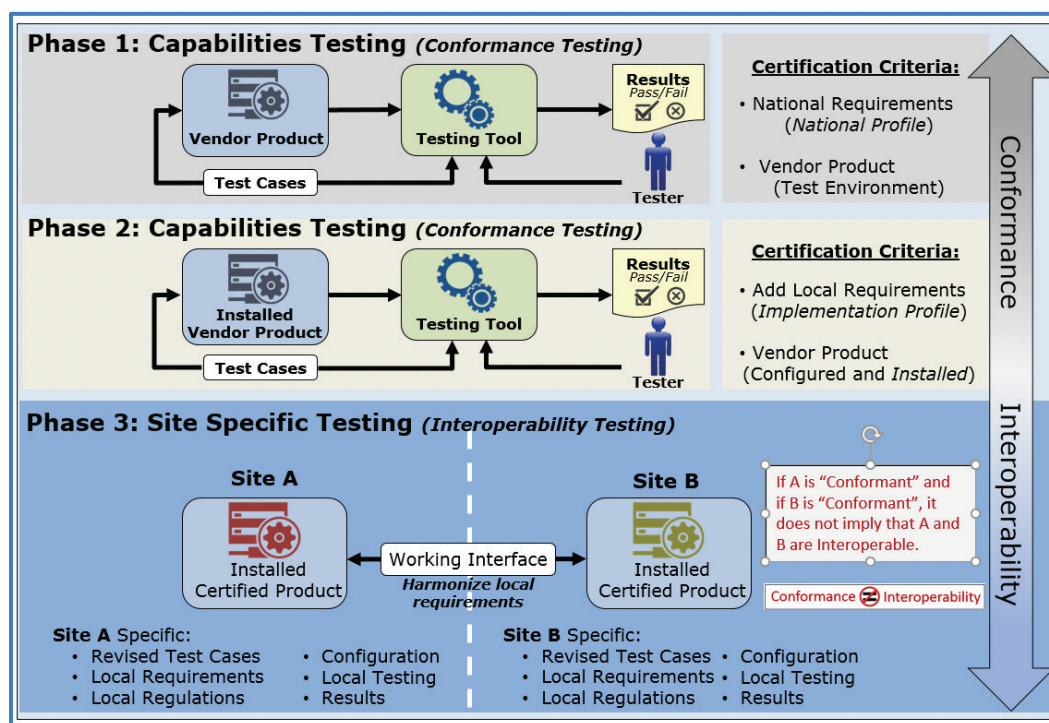 Phase 1: Capabilities Testing (Conformance Testing)
Vendor Product
Testing Tool
Results
Pass/Fail
Test Cases
Tester
Certification Criteria:
• National Requirements
(National Profile)
• Vendor Product
(Test Environment)
Phase 2: Capabilities Testing (Conformance Testing)
Installed
Vendor Product
Testing Tool
Results
Pass/Fail
Test Cases
Tester
Certification Criteria:
• Add Local Requirements
(Implementation Profile)
• Vendor Product
(Configured and Installed)
Conformance
Interoperability
Phase 3: Site Specific Testing (Interoperability Testing)
Site A
Installed
Certified Product
Working Interface
Harmonize local
requirements
Site B
Installed
Certified Product
If A is “Conformant” and
if B is “Conformant”, it
does not imply that A and
B are Interoperable.
Conformance = Interoperability
Site A Specific:
• Revised Test Cases
• Local Requirements
• Local Regulations
• Configuration
• Local Testing
• Results
Site B Specific:
• Revised Test Cases
• Local Requirements
• Local Regulations
• Configuration
• Local Testing
• Results